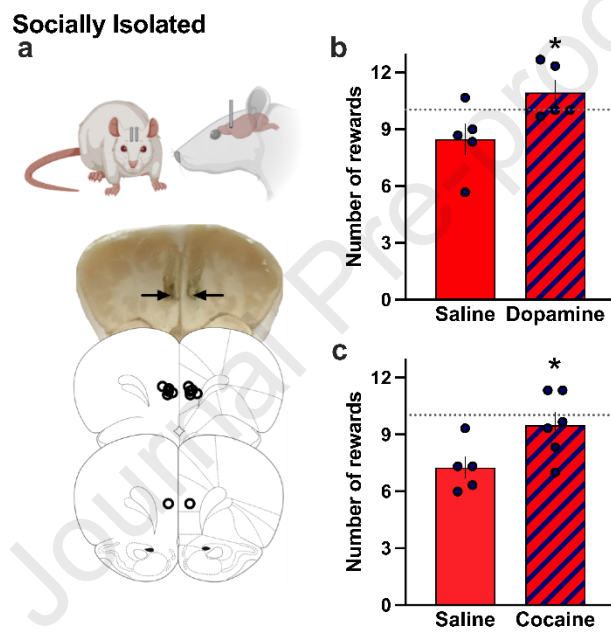 Socially Isolated
a
b
*
12
9
6
3
0
Number of rewards
Saline Dopamine
c
*
12
9
6
3
0
Number of rewards
Saline Cocaine
Journal Pre-proo